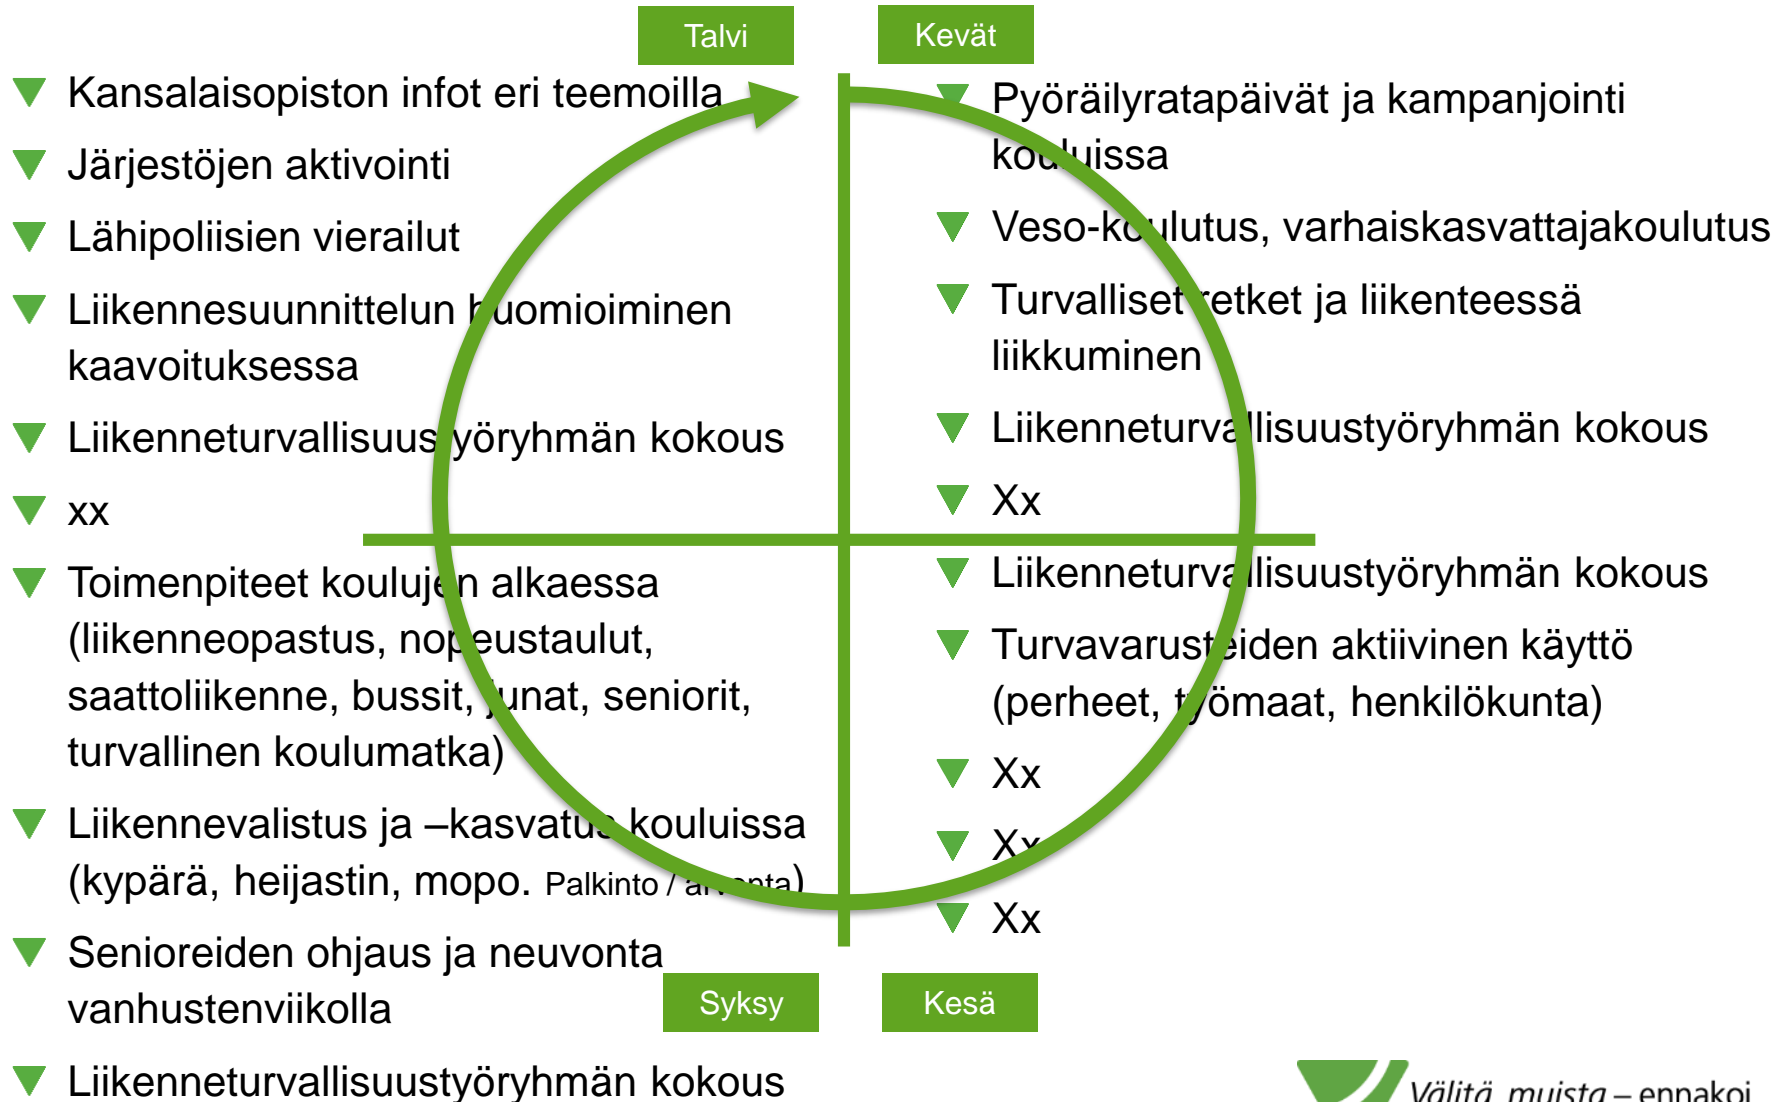 Talvi
Kansalaisopiston infot eri teemoilla
Järjestöjen aktivointi
Lähipoliisien vierailut
Liikennesuunnittelun huomioiminen
kaavoituksessa
Liikenneturvallisuustyöryhmän kokous
xx
Toimenpiteet koulujen alkaessa
(liikenneopastus, nopeustaulut,
saattoliikenne, bussit, junat, seniorit,
turvallinen koulumatka)
Liikennevalistus ja –kasvatus kouluissa
(kypärä, heijastin, mopo. Palkinto / arvonta)
Senioreiden ohjaus ja neuvonta
vanhustenviikolla
Liikenneturvallisuustyöryhmän kokous
Syksy
Kevät
Pyöräilyratapäivät ja kampanjointi
kouluissa
Veso-koulutus, varhaiskasvattajakoulutus
Turvalliset retket ja liikenteessä
liikkuminen
Liikenneturvallisuustyöryhmän kokous
Xx
Liikenneturvallisuustyöryhmän kokous
Turvavarusteiden aktiivinen käyttö
(perheet, työmaat, henkilökunta)
Xx
Xx
Xx
Kesä
Välitä, muista – ennakoi